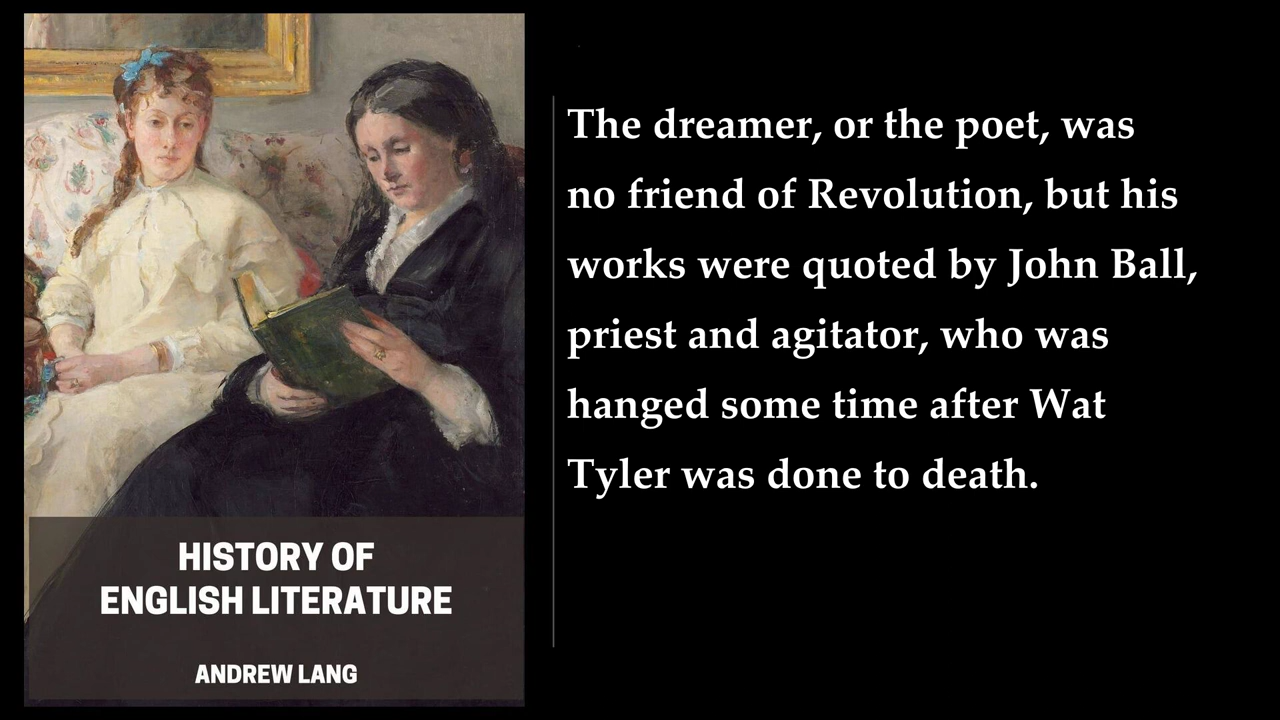 The dreamer, or the poet, was
no friend of Revolution, but his
works were quoted by John Ball,
priest and agitator, who was
hanged some time after Wat
Tyler was done to death.
HISTORY OF
ENGLISH LITERATURE
ANDREW LANG